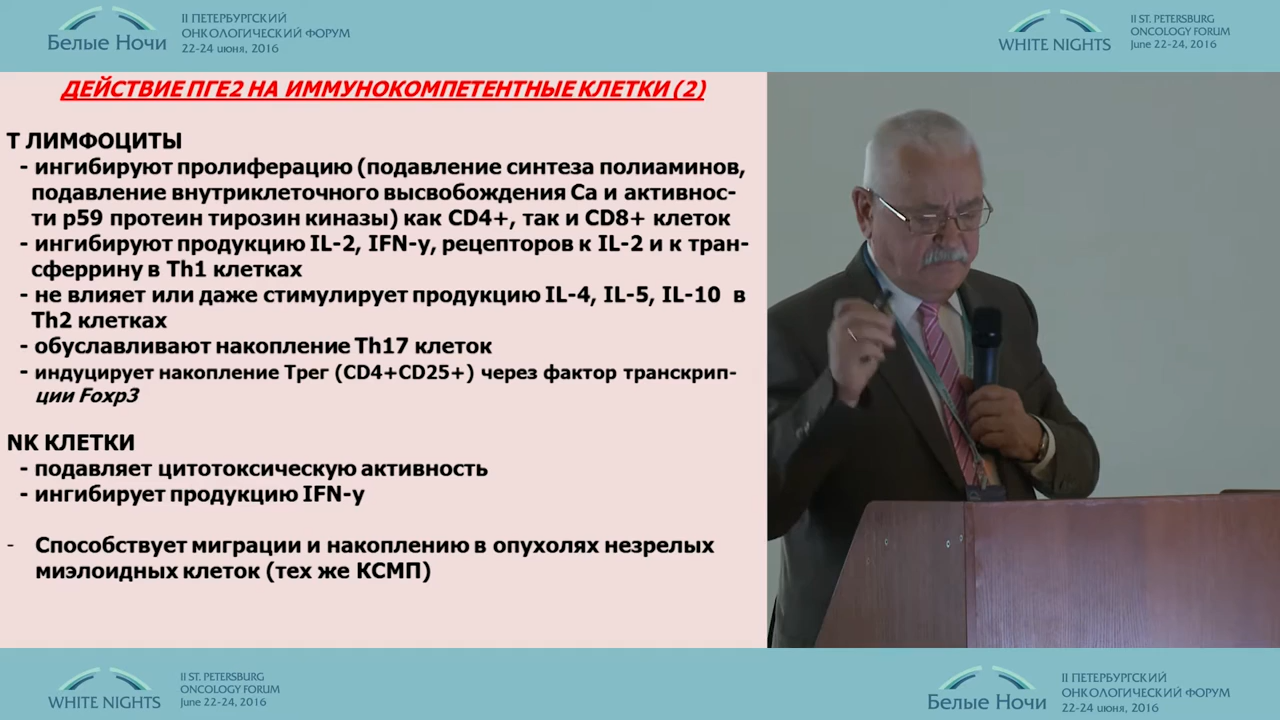 II ПЕТЕРБУРГСКИЙ
ОНКОЛОГИЧЕСКИЙ ФОРУМ
Белые Ночи
22-24 июня, 2016
II ST. PETERSBURG
ONCOLOGY FORUM
WHITE NIGHTS
June 22-24, 2016
ДЕЙСТВИЕ ПГЕ2 НА ИММУНОКОМПЕТЕНТНЫЕ КЛЕТКИ (2)
Т ЛИМФОЦИТЫ
- ингибируют пролиферацию (подавление синтеза полиаминов,
подавление внутриклеточного высвобождения Са и активнос-
ти р59 протеин тирозин киназы) как CD4+, так и CD8+ клеток
- ингибируют продукцию IL-2, IFN-γ, рецепторов к IL-2 и к тран-
сферрину в Th1 клетках
- не влияет или даже стимулирует продукцию IL-4, IL-5, IL-10 в
Th2 клетках
- обуславливают накопление Th17 клеток
- индуцирует накопление Трег (CD4+CD25+) через фактор транскрип-
ции Foxp3
NK КЛЕТКИ
- подавляет цитотоксическую активность
- ингибирует продукцию IFN-γ
- Способствует миграции и накоплению в опухолях незрелых
миэлоидных клеток (тех же КСМП)
II ST. PETERSBURG
ONCOLOGY FORUM
WHITE NIGHTS
June 22-24, 2016
II ПЕТЕРБУРГСКИЙ
ОНКОЛОГИЧЕСКИЙ ФОРУМ
Белые Ночи
22-24 июня, 2016